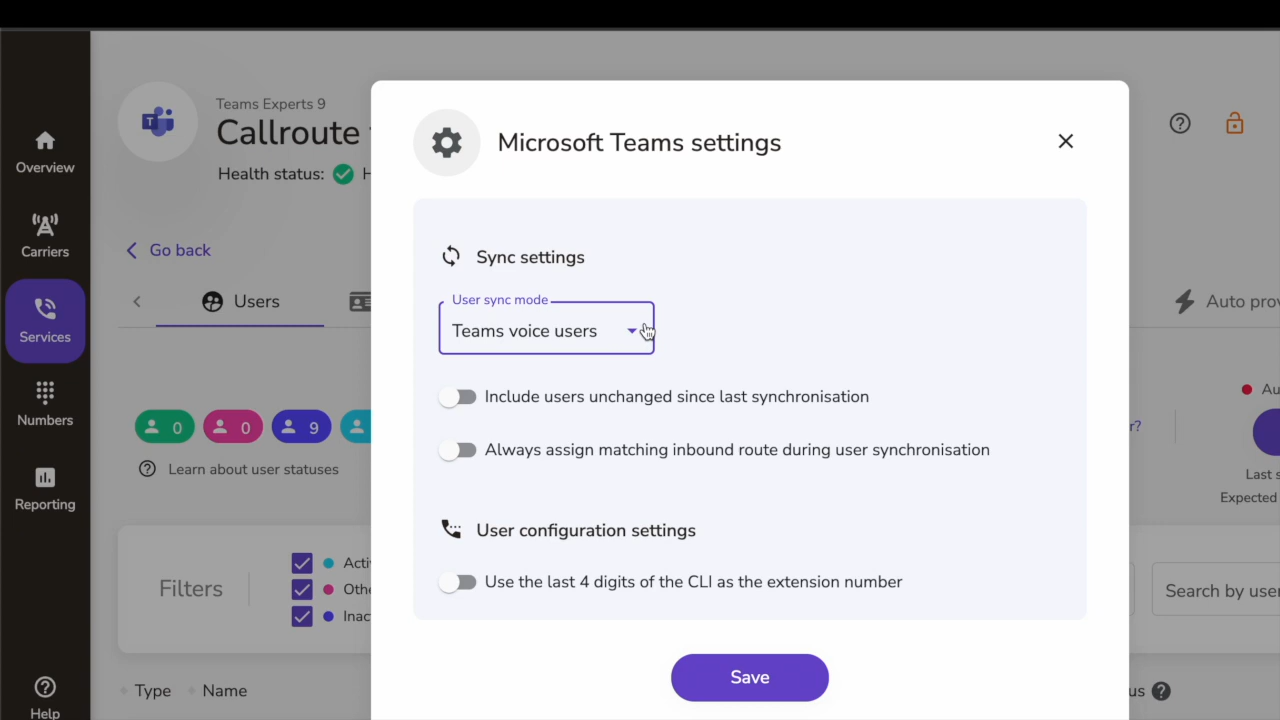 Teams Experts 9
Callroute
Health status:
Overview
Carriers
Services
Numbers
Reporting
Help
Go back
Users
0
0
9
Learn about user statuses
Filters
Type
Name
Microsoft Teams settings
Sync settings
User sync mode
Teams voice users
Include users unchanged since last synchronisation
Always assign matching inbound route during user synchronisation
User configuration settings
Use the last 4 digits of the CLI as the extension number
Save
Auto
Last
Expected
Search by